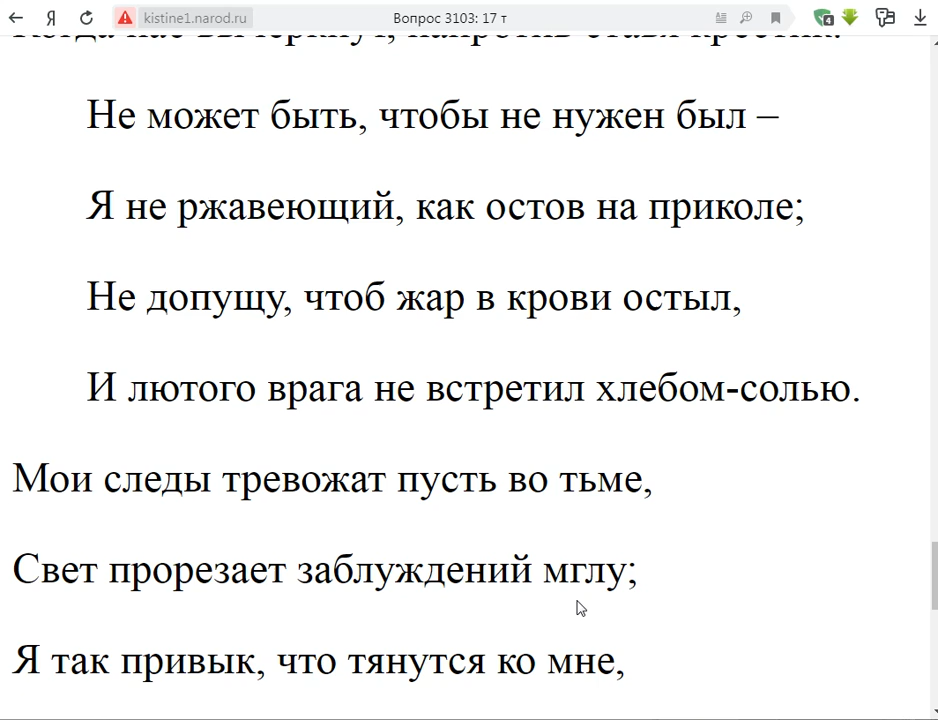 Я
kistine1.narod.ru
Вопрос 3103: 17 т
4
Не может быть, чтобы не нужен был –
Я не ржавеющий, как остов на приколе;
Не допущу, чтоб жар в крови остыл,
И лютого врага не встретил хлебом-солью.
Мои следы тревожат пусть во тьме,
Свет прорезает заблуждений мглу;
Я так привык, что тянутся ко мне,